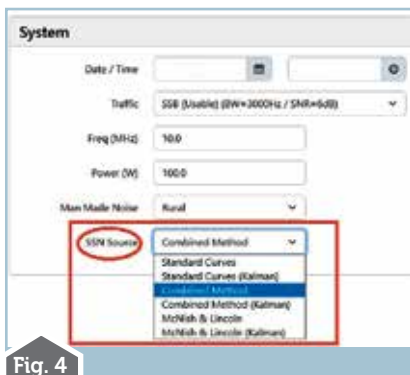 System
Date / Time
Traffic SSB (Usable) (BW=3000Hz / SNR=6dB)
Freq (MHz) 10.0
Power (W) 100.0
Man Made Noise Rural
SSN Source Combined Method
Standard Curves
Standard Curves (Kalman)
Combined Method
Combined Method (Kalman)
McNish & Lincoln
McNish & Lincoln (Kalman)
Fig. 4